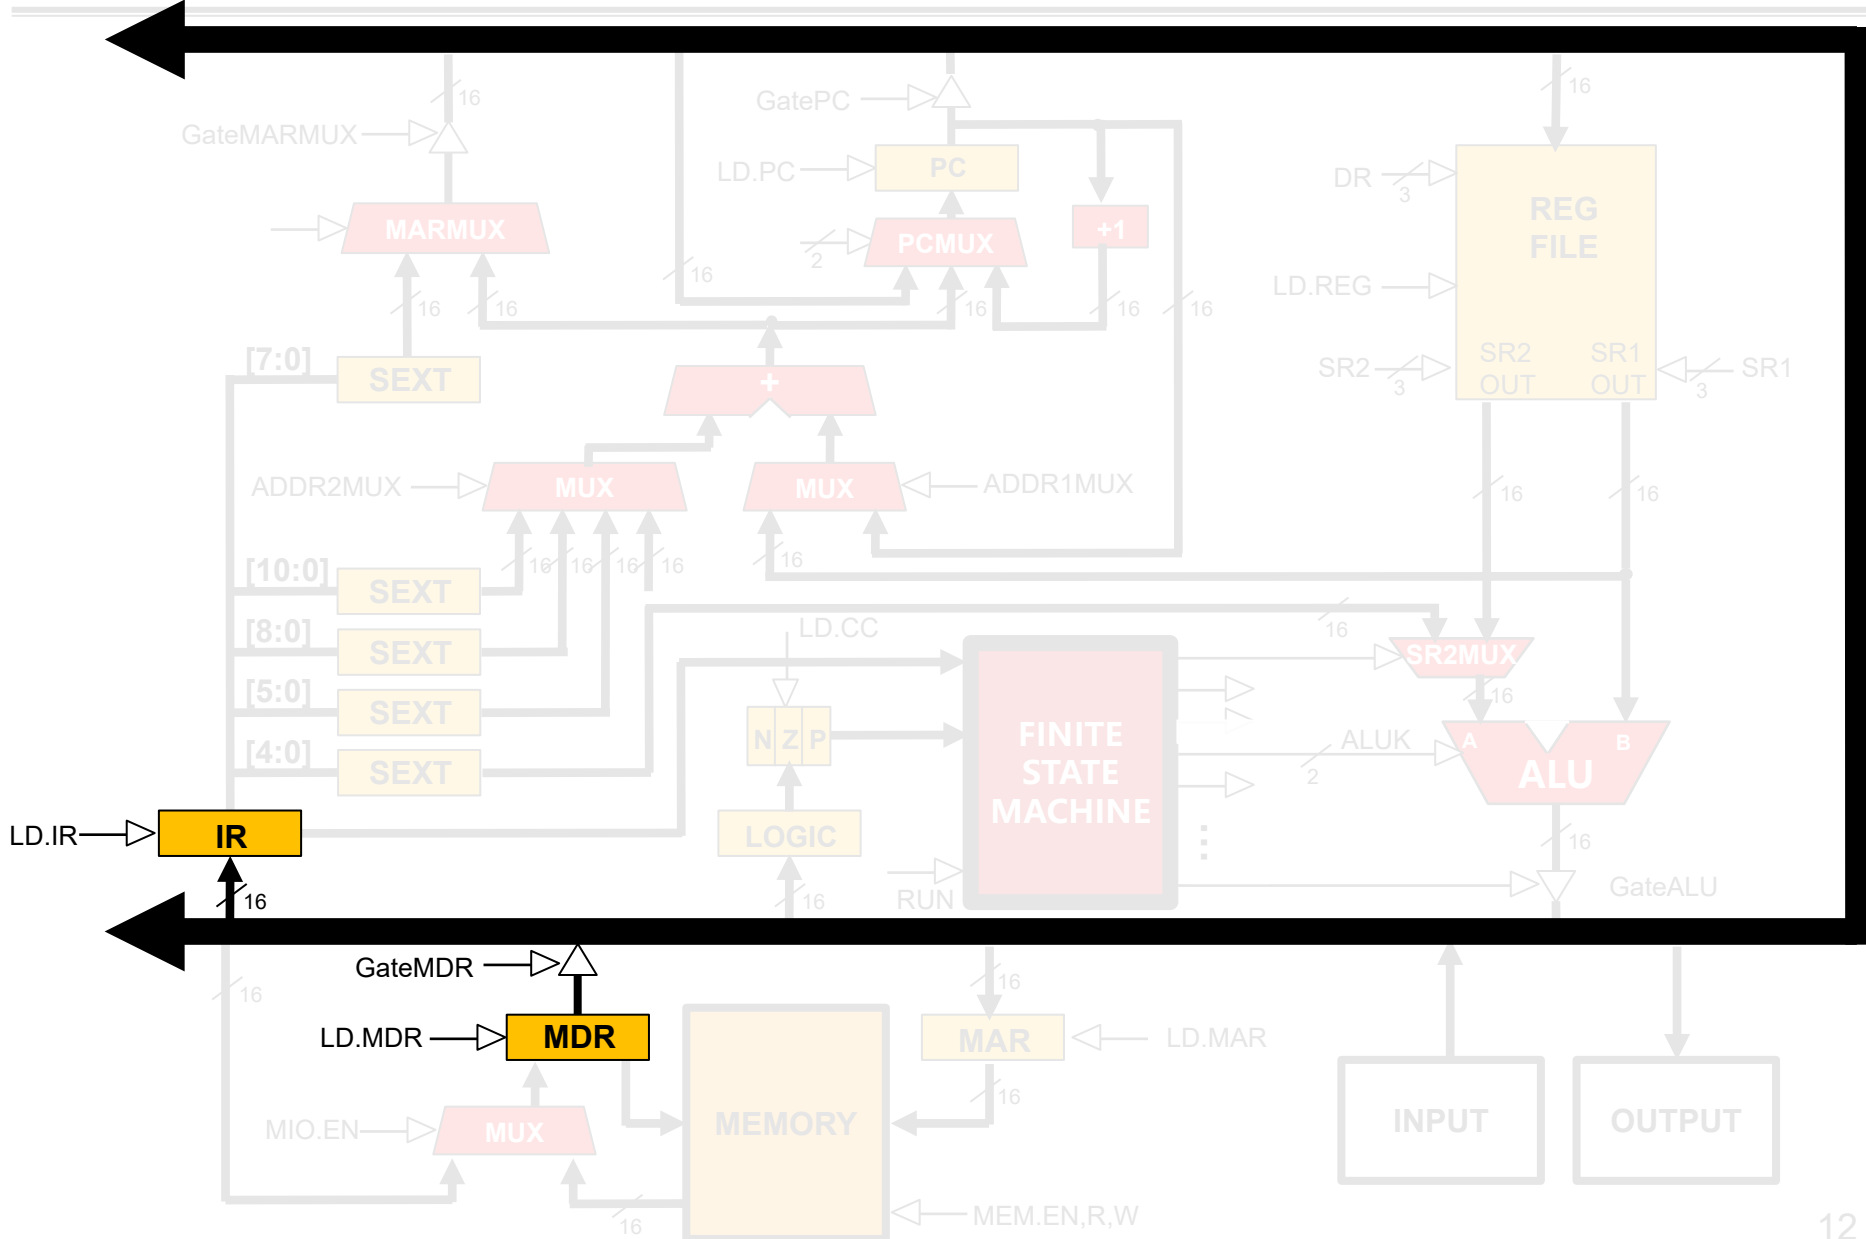 16
GatePC
16
GateMARMUX
LD.PC
PC
DR
3
REG
FILE
MARMUX
PCMUX
2
+1
16
LD.REG
16
16
16
16
16
[7:0]
SEXT
+
SR2
OUT
SR1
OUT
SR2
3
3
SR1
ADDR2MUX
MUX
MUX
ADDR1MUX
16
16
16
16
16
16
16
[10:0]
SEXT
[8:0]
SEXT
LD.CC
16
SR2MUX
16
[5:0]
SEXT
N Z P
FINITE
STATE
MACHINE
ALUK
2
A
B
ALU
[4:0]
SEXT
LD.IR
IR
LOGIC
⋮
16
16
16
RUN
GateALU
GateMDR
16
16
LD.MDR
MDR
MAR
LD.MAR
16
MIO.EN
MUX
MEMORY
INPUT
OUTPUT
16
MEM.EN,R,W
12